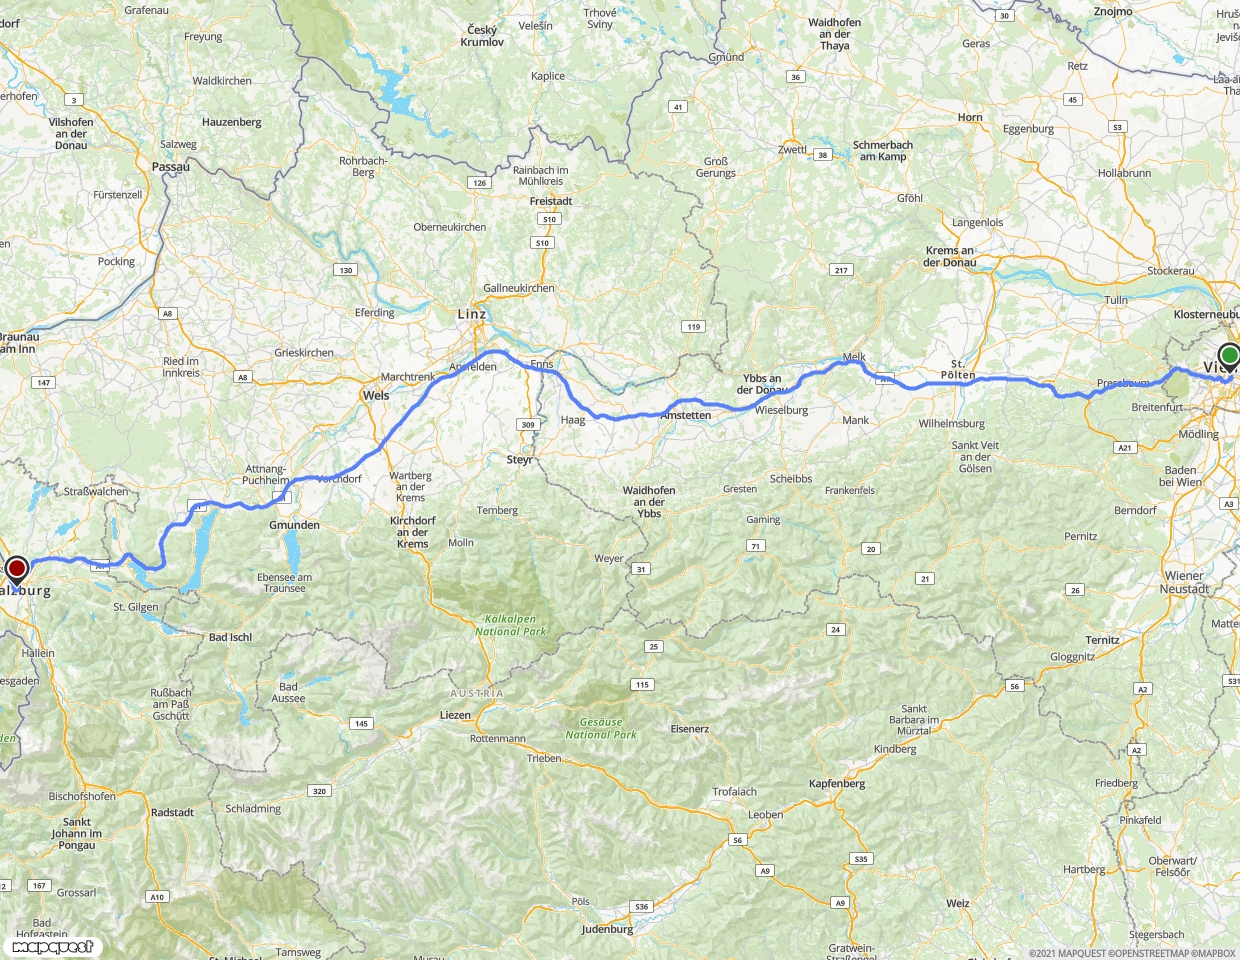 Grafenau
Freyung
Český
Krumlov
Velešín
Trhové
Sviny
Waidhofen
an der
Thaya
30
Znojmo
Geras
Gmünd
Retz
Kaplice
Waldkirchen
36
3
41
45
S3
Vilshofen
an der
Donau
Hauzenberg
Salzweg
Passau
Horn
Eggenburg
Zwettl
38
Schmerbach
am Kamp
Groß
Gerungs
Rohrbach-
Berg
126
Rainbach im
Mühlkreis
Freistadt
S10
S10
Hollabrunn
Gföhl
Langenlois
Fürstenzell
Oberneukirchen
Krems an
der Donau
Pocking
130
217
Stockerau
Tulln
Gallneukirchen
Klosterneubu
Eferding
A8
Linz
119
Braunau
am Inn
Grieskirchen
Ried im
Innkreis
147
A8
Marchtrenk
Wels
Ansfelden
Enns
Melk
Ybbs an
der Donau
St.
Pölten
Pressbaum
Breitenfurt
Mödling
Haag
309
Amstetten
Wieselburg
Mank
Wilhelmsburg
A21
Sankt Veit
an der
Gölsen
Steyr
Attnang-
Puchheim
Vorchdorf
Wartberg
an der
Krems
Straßwalchen
Baden
bei Wien
A3
Waidhofen
an der
Ybbs
Gresten
Scheibbs
Frankenfels
Berndorf
Gmunden
Kirchdorf
an der
Krems
Ternberg
Gaming
Pernitz
Molln
Weyer
71
20
31
21
26
Wiener
Neustadt
Ebensee am
Traunsee
St. Gilgen
Bad Ischl
Kalkalpen
National Park
24
25
Ternitz
Gloggnitz
Hallein
S6
A2
S31
Rußbach
am Paß
Gschütt
Bad
Aussee
AUSTRIA
115
Liezen
145
Rottenmann
Gesäuse
National Park
Eisenerz
Sankt
Barbara im
Mürztal
Kindberg
A2
Trieben
Kapfenberg
Friedberg
Trofaiach
Leoben
320
Bischofshofen
Radstadt
Schladming
Sankt
Johann im
Pongau
Pinkafeld
S6
S35
A9
Oberwart/
Felsőőr
Hartberg
167
Grossarl
A10
A9
Weiz
Pöls
S36
Judenburg
Bad
Hofgastein
Tamsweg
Stegersbach
Gratwein-
mapquest
©2021 MAPQUEST ©OPENSTREETMAP ©MAPBOX